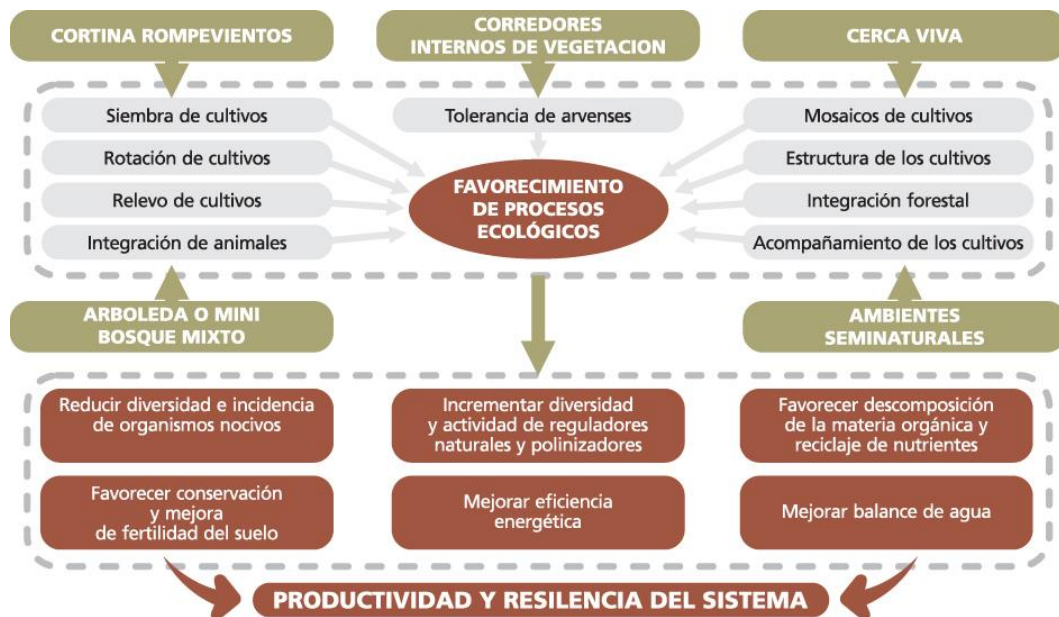 CORTINA ROMPEVIENTOS
CORREDORES
INTERNOS DE VEGETACION
CERCA VIVA
Siembra de cultivos
Tolerancia de arvenses
Mosaicos de cultivos
Rotación de cultivos
Estructura de los cultivos
Relevo de cultivos
Integración forestal
Integración de animales
Acompañamiento de los cultivos
FAVORECIMIENTO
DE PROCESOS
ECOLÓGICOS
ARBOLEDA O MINI
BOSQUE MIXTO
AMBIENTES
SEMINATURALES
Reducir diversidad e incidencia
de organismos nocivos
Incrementar diversidad
y actividad de reguladores
naturales y polinizadores
Favorecer descomposición
de la materia orgánica y
reciclaje de nutrientes
Favorecer conservación
y mejora
de fertilidad del suelo
Mejorar eficiencia
energética
Mejorar balance de agua
PRODUCTIVIDAD Y RESILENCIA DEL SISTEMA